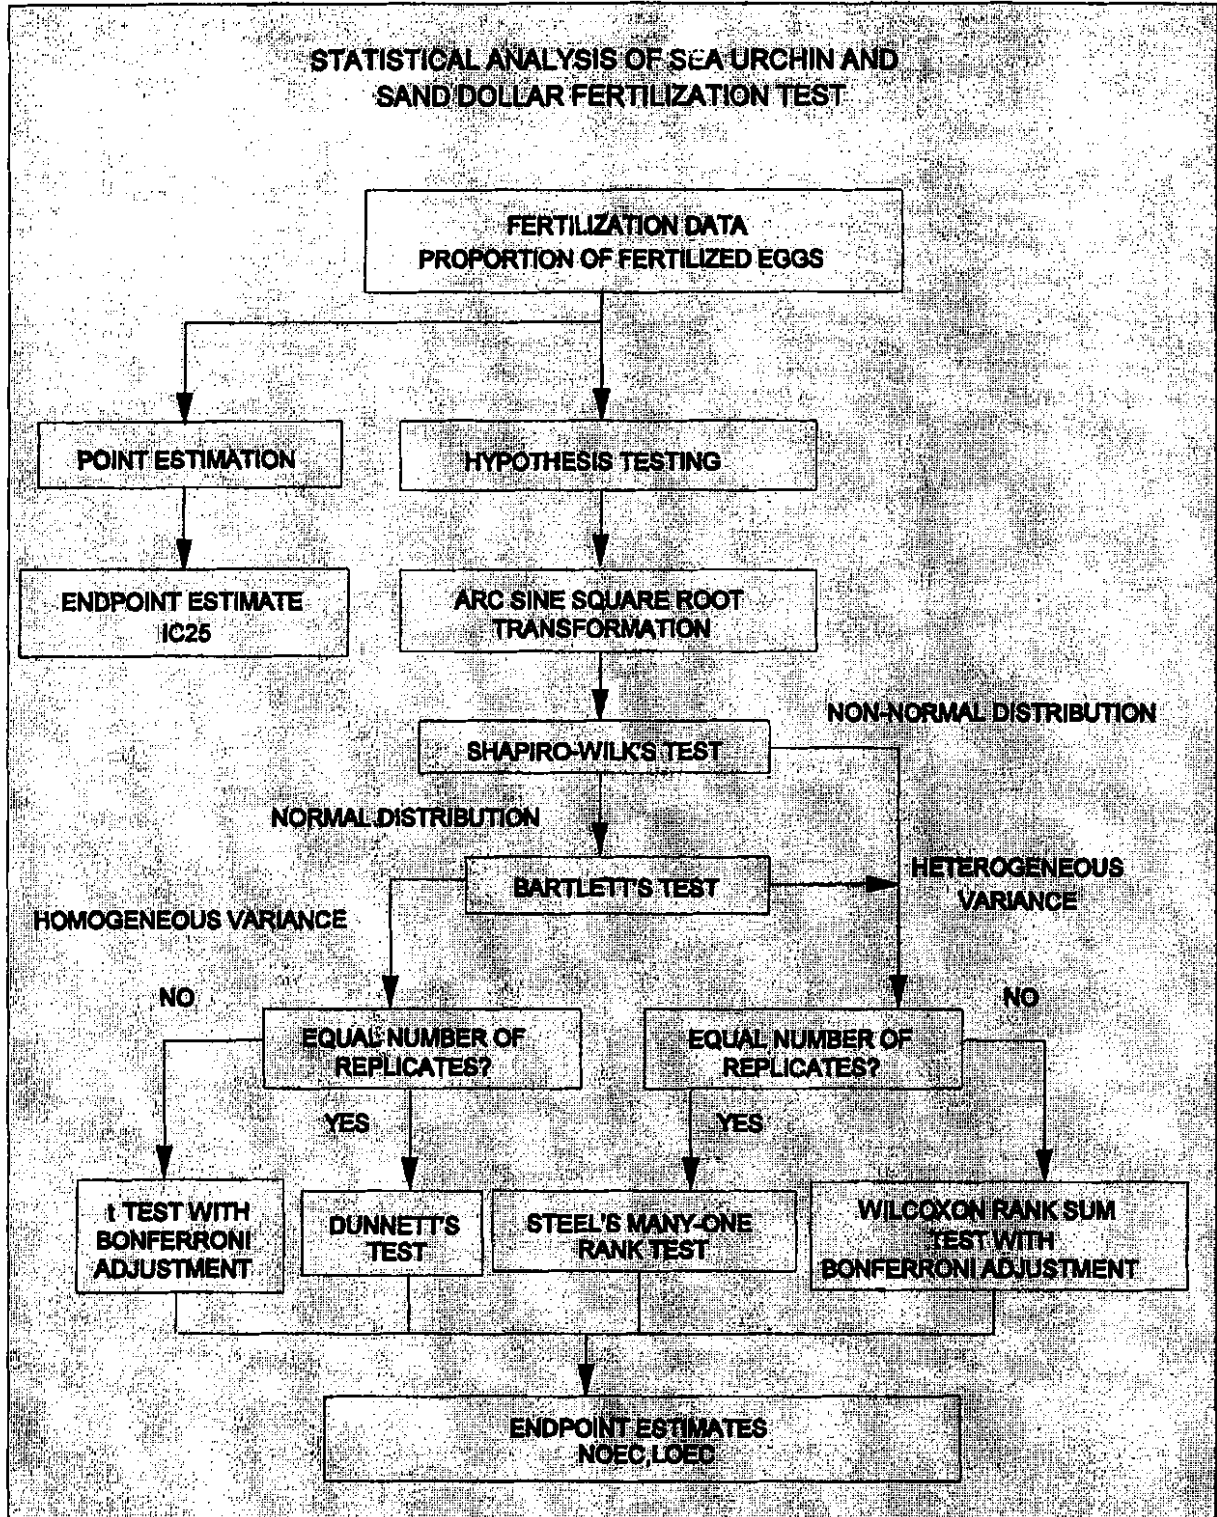 STATISTICAL ANALYSIS OF SEA URCHIN AND
SAND DOLLAR FERTILIZATION TEST
FERTILIZATION DATA
PROPORTION OF FERTILIZED EGGS
POINT ESTIMATION
HYPOTHESIS TESTING
ENDPOINT ESTIMATE
IC25
ARC SINE SQUARE ROOT
TRANSFORMATION
NON-NORMAL DISTRIBUTION
SHAPIRO-WILK'S TEST
NORMAL DISTRIBUTION
BARTLETT'S TEST
HETEROGENEOUS
VARIANCE
HOMOGENEOUS VARIANCE
NO
EQUAL NUMBER OF
REPLICATES?
EQUAL NUMBER OF
REPLICATES?
NO
YES
YES
t TEST WITH
BONFERRONI
ADJUSTMENT
DUNNETT'S
TEST
STEEL'S MANY-ONE
RANK TEST
WILCOXON RANK SUM
TEST WITH
BONFERRONI ADJUSTMENT
ENDPOINT ESTIMATES
NOEC,LOEC